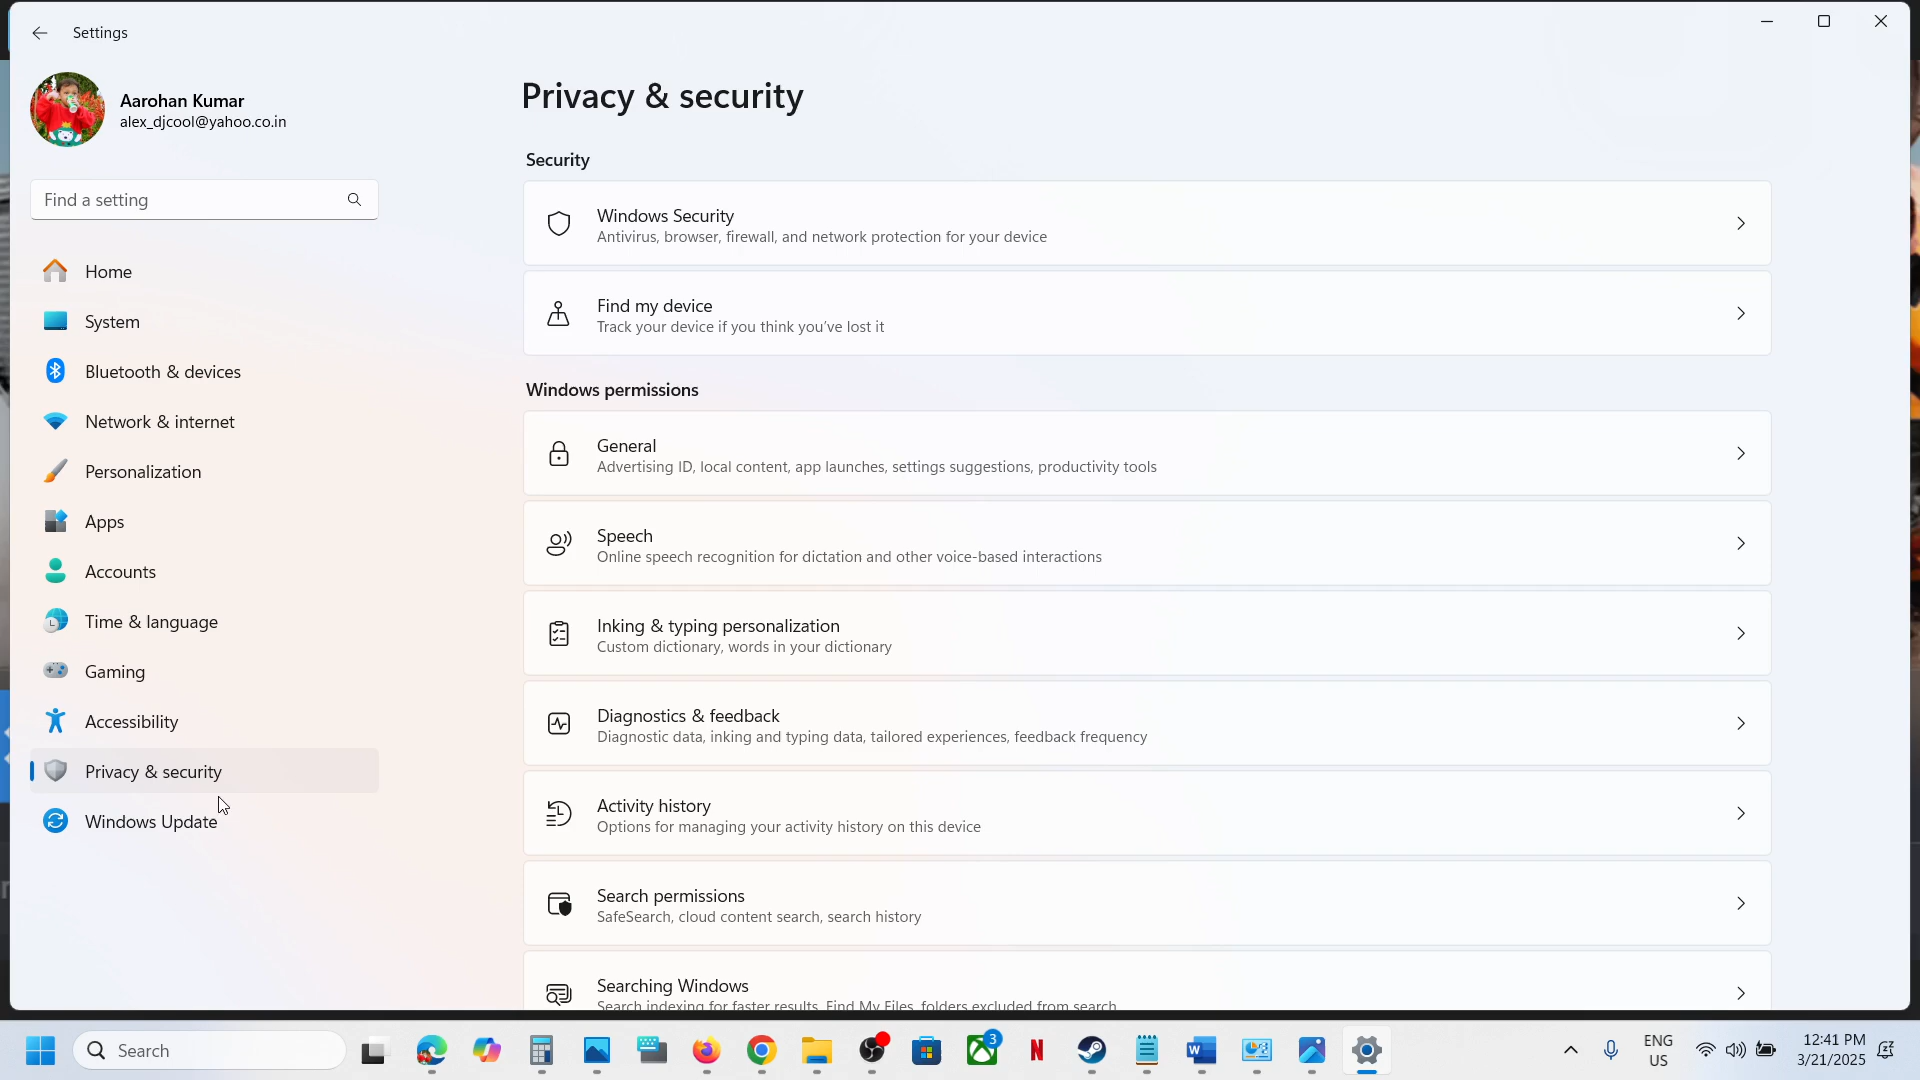 Settings
Aarohan Kumar
alex_djcool@yahoo.co.in
Find a setting
Home
System
Bluetooth & devices
Network & internet
Personalization
Apps
Accounts
Time & language
Gaming
Accessibility
Privacy & security
Windows Update
Privacy & security
Security
Windows Security
Antivirus, browser, firewall, and network protection for your device
Find my device
Track your device if you think you've lost it
Windows permissions
General
Advertising ID, local content, app launches, settings suggestions, productivity tools
Speech
Online speech recognition for dictation and other voice-based interactions
Inking & typing personalization
Custom dictionary, words in your dictionary
Diagnostics & feedback
Diagnostic data, inking and typing data, tailored experiences, feedback frequency
Activity history
Options for managing your activity history on this device
Search permissions
SafeSearch, cloud content search, search history
Searching Windows
Search indexing for faster results, Find My Files, folders excluded from search
Search
3
N
W
ENG
US
12:41 PM
3/21/2025